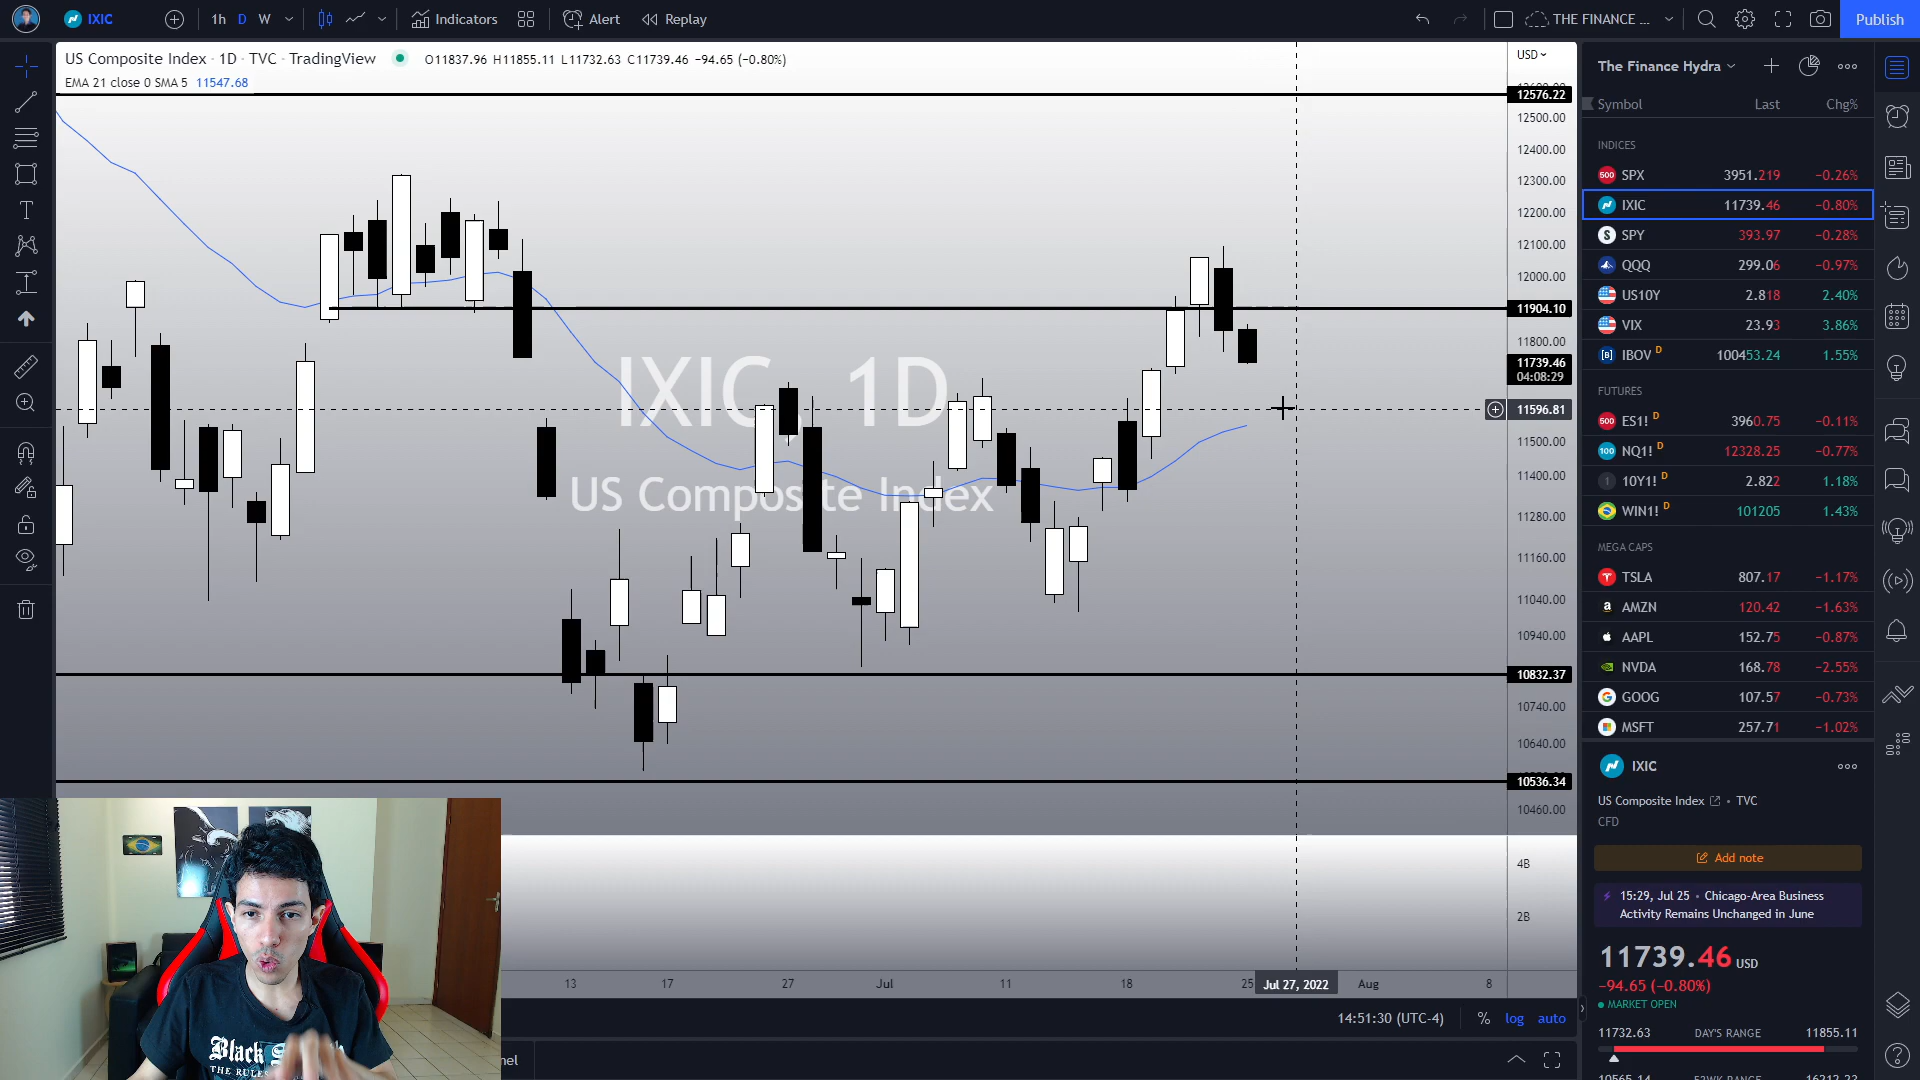 IXIC
1h D W
Indicators
Alert
Replay
THE FINANCE ...
Publish
US Composite Index · 1D · TVC · TradingView
O11837.96 H11855.11 L11732.63 C11739.46 −94.65 (−0.80%)
EMA 21 close 0 SMA 5 11547.68
USD
12576.22
12500.00
12400.00
12300.00
12200.00
12100.00
12000.00
11904.10
11800.00
11739.46
04:08:29
11596.81
11500.00
11400.00
11280.00
11160.00
11040.00
10940.00
10832.37
10740.00
10640.00
10536.34
10460.00
4B
2B
IXIC, 1D
US Composite Index
13 17 27 Jul 11 18 25 Jul 27, 2022 Aug 8
14:51:30 (UTC-4) % log auto
nel
Black S
THE RULE
The Finance Hydra
Symbol Last Chg%
INDICES
SPX 3951.219 −0.26%
IXIC 11739.46 −0.80%
SPY 393.97 −0.28%
QQQ 299.06 −0.97%
US10Y 2.818 2.40%
VIX 23.93 3.86%
IBOV D 100453.24 1.55%
FUTURES
ES1! D 3960.75 −0.11%
NQ1! D 12328.25 −0.77%
10Y1! D 2.822 1.18%
WIN1! D 101205 1.43%
MEGA CAPS
TSLA 807.17 −1.17%
AMZN 120.42 −1.63%
AAPL 152.75 −0.87%
NVDA 168.78 −2.55%
GOOG 107.57 −0.73%
MSFT 257.71 −1.02%
IXIC
US Composite Index • TVC
CFD
Add note
15:29, Jul 25 • Chicago-Area Business
Activity Remains Unchanged in June
11739.46 USD
−94.65 (−0.80%)
MARKET OPEN
11732.63 DAY'S RANGE 11855.11
10565.14 52WK RANGE 16212.23